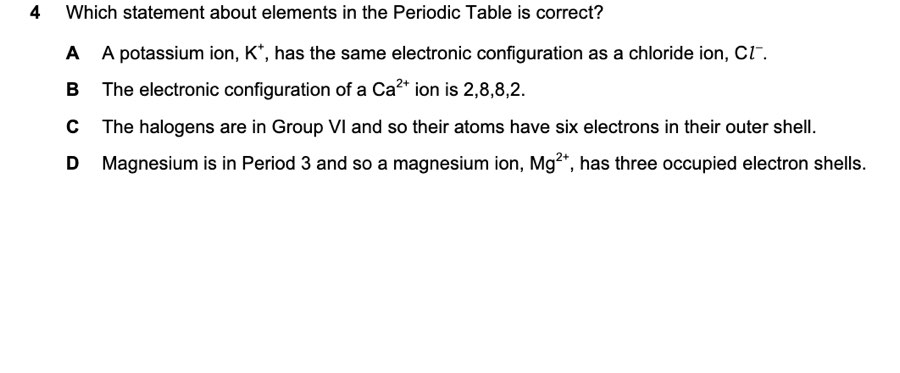 4 Which statement about elements in the Periodic Table is correct?
A A potassium ion, K⁺, has the same electronic configuration as a chloride ion, Cl⁻.
B The electronic configuration of a Ca²⁺ ion is 2,8,8,2.
C The halogens are in Group VI and so their atoms have six electrons in their outer shell.
D Magnesium is in Period 3 and so a magnesium ion, Mg²⁺, has three occupied electron shells.